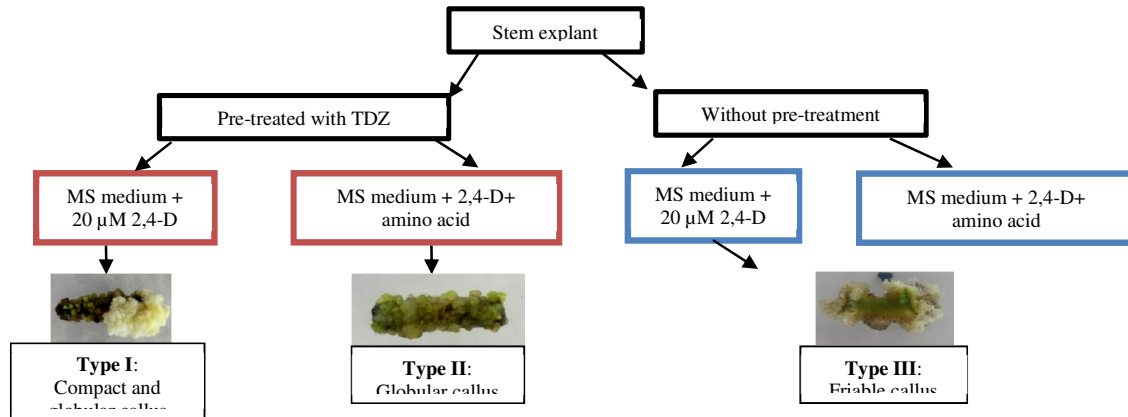 Stem explant
Pre-treated with TDZ
Without pre-treatment
MS medium +
20 µM 2,4-D
MS medium + 2,4-D+
amino acid
MS medium +
20 µM 2,4-D
MS medium + 2,4-D+
amino acid
Type I:
Compact and
globular callus
Type II:
Globular callus
Type III:
Friable callus